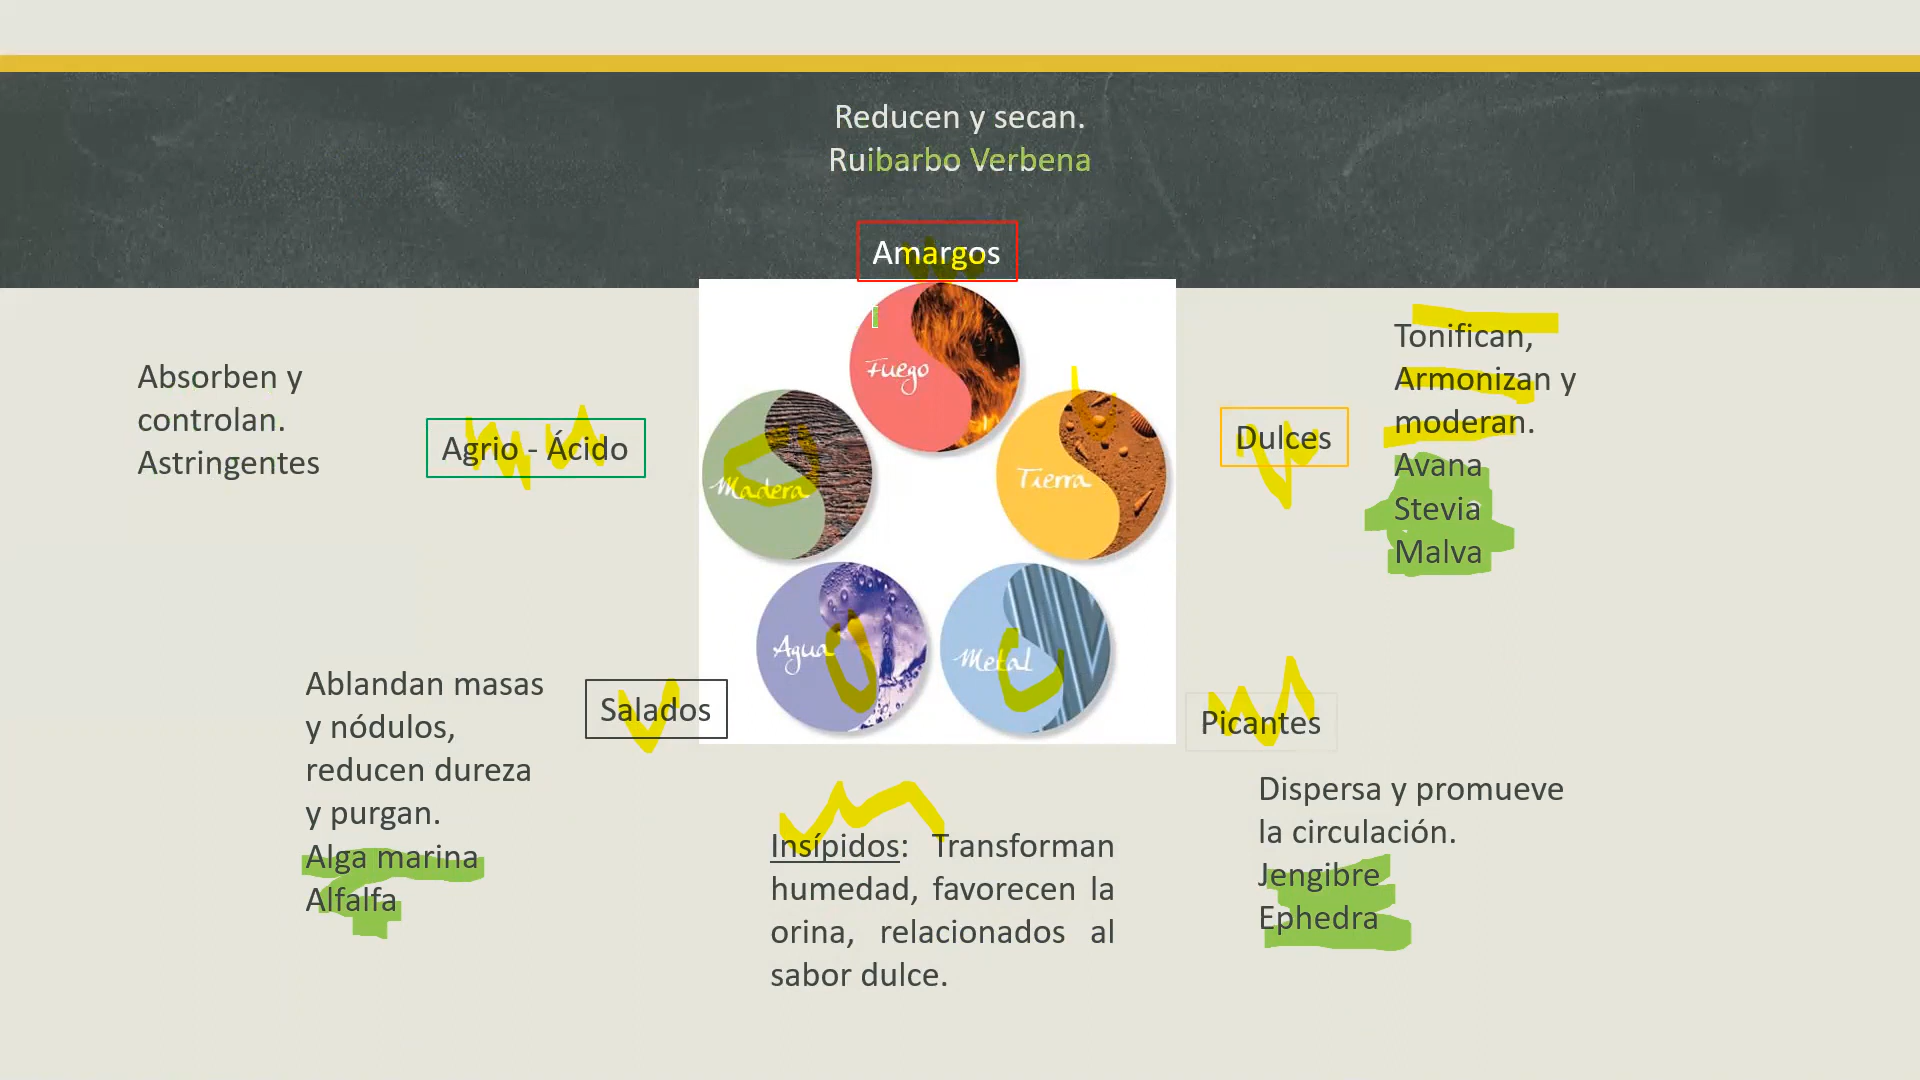 Reducen y secan.
Ruibarbo Verbena
Amargos
Fuego
Absorben y
controlan.
Astringentes
Agrio - Ácido
Madera
Tierra
Dulces
Tonifican,
Armonizan y
moderan.
Avana
Stevia
Malva
Ablandan masas
y nódulos,
reducen dureza
y purgan.
Alga marina
Alfalfa
Salados
Agua
Metal
Picantes
Dispersa y promueve
la circulación.
Jengibre
Ephedra
Insípidos: Transforman
humedad, favorecen la
orina, relacionados al
sabor dulce.